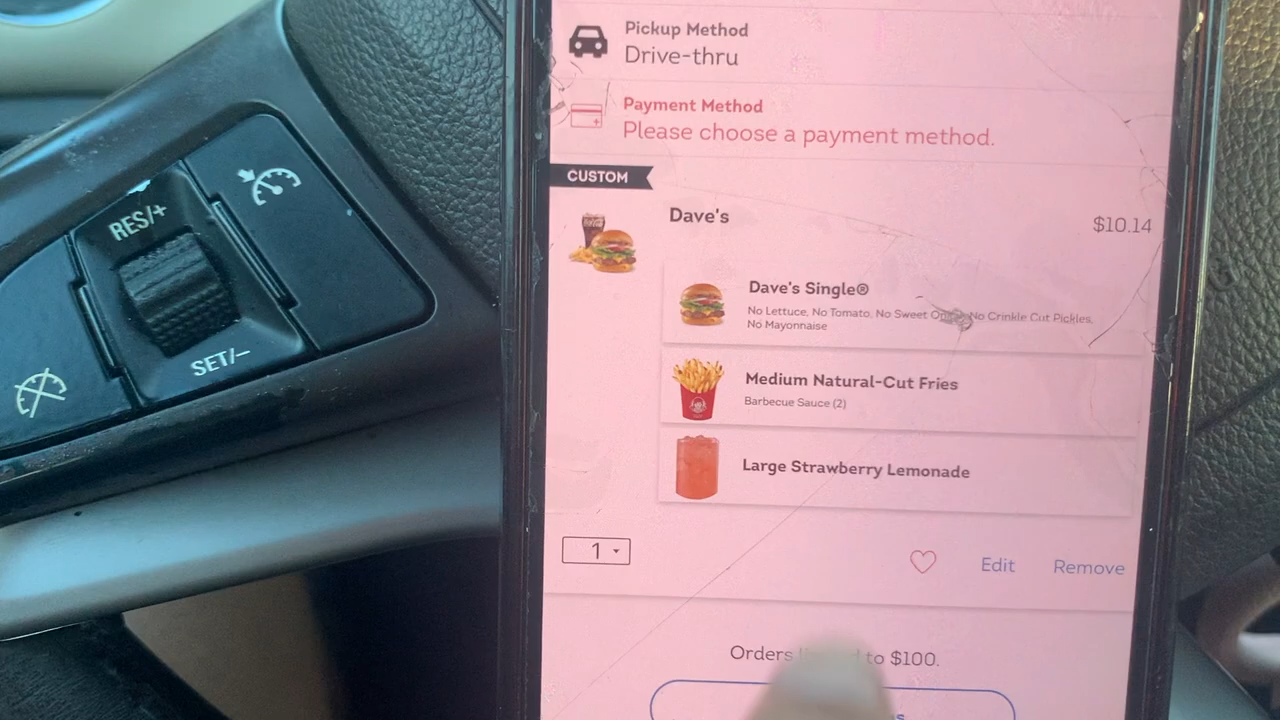 RES/+
SET/–
Pickup Method
Drive-thru
Payment Method
Please choose a payment method.
CUSTOM
Dave's
$10.14
Dave's Single®
No Lettuce, No Tomato, No Sweet No Crinkle Cut Pickles,
No Mayonnaise
Medium Natural-Cut Fries
Barbecue Sauce (2)
Large Strawberry Lemonade
1
Edit
Remove
Orders to $100.